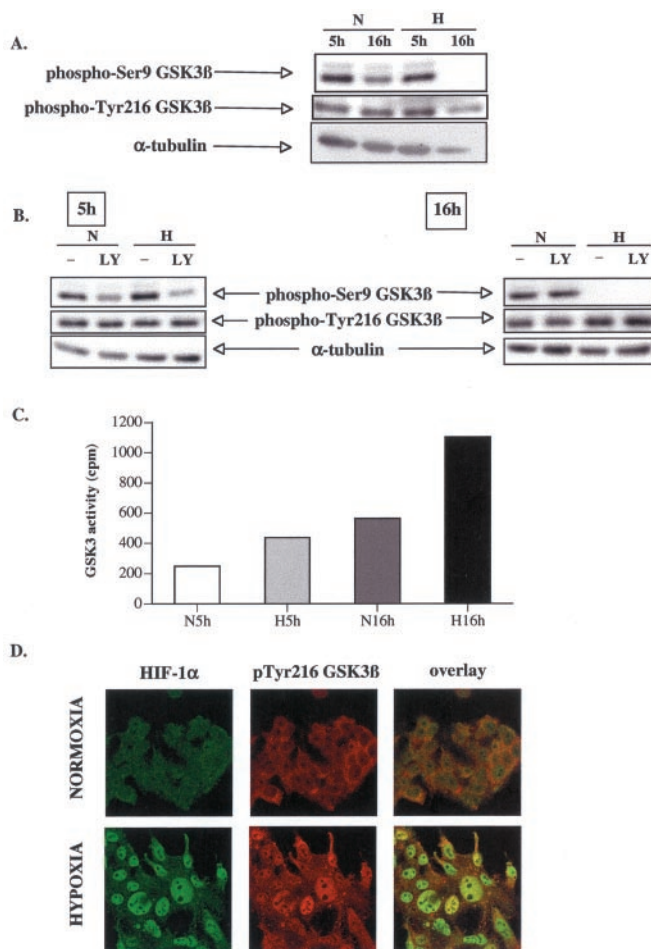 A.
N H
5h 16h 5h 16h
phospho-Ser9 GSK3ß
phospho-Tyr216 GSK3ß
α-tubulin
B.
5h 16h
N H N H
– LY – LY – LY – LY
phospho-Ser9 GSK3ß
phospho-Tyr216 GSK3ß
α-tubulin
C.
GSK3 activity (cpm)
1200
1000
800
600
400
200
0
N5h H5h N16h H16h
D.
HIF-1α pTyr216 GSK3ß overlay
NORMOXIA
HYPOXIA